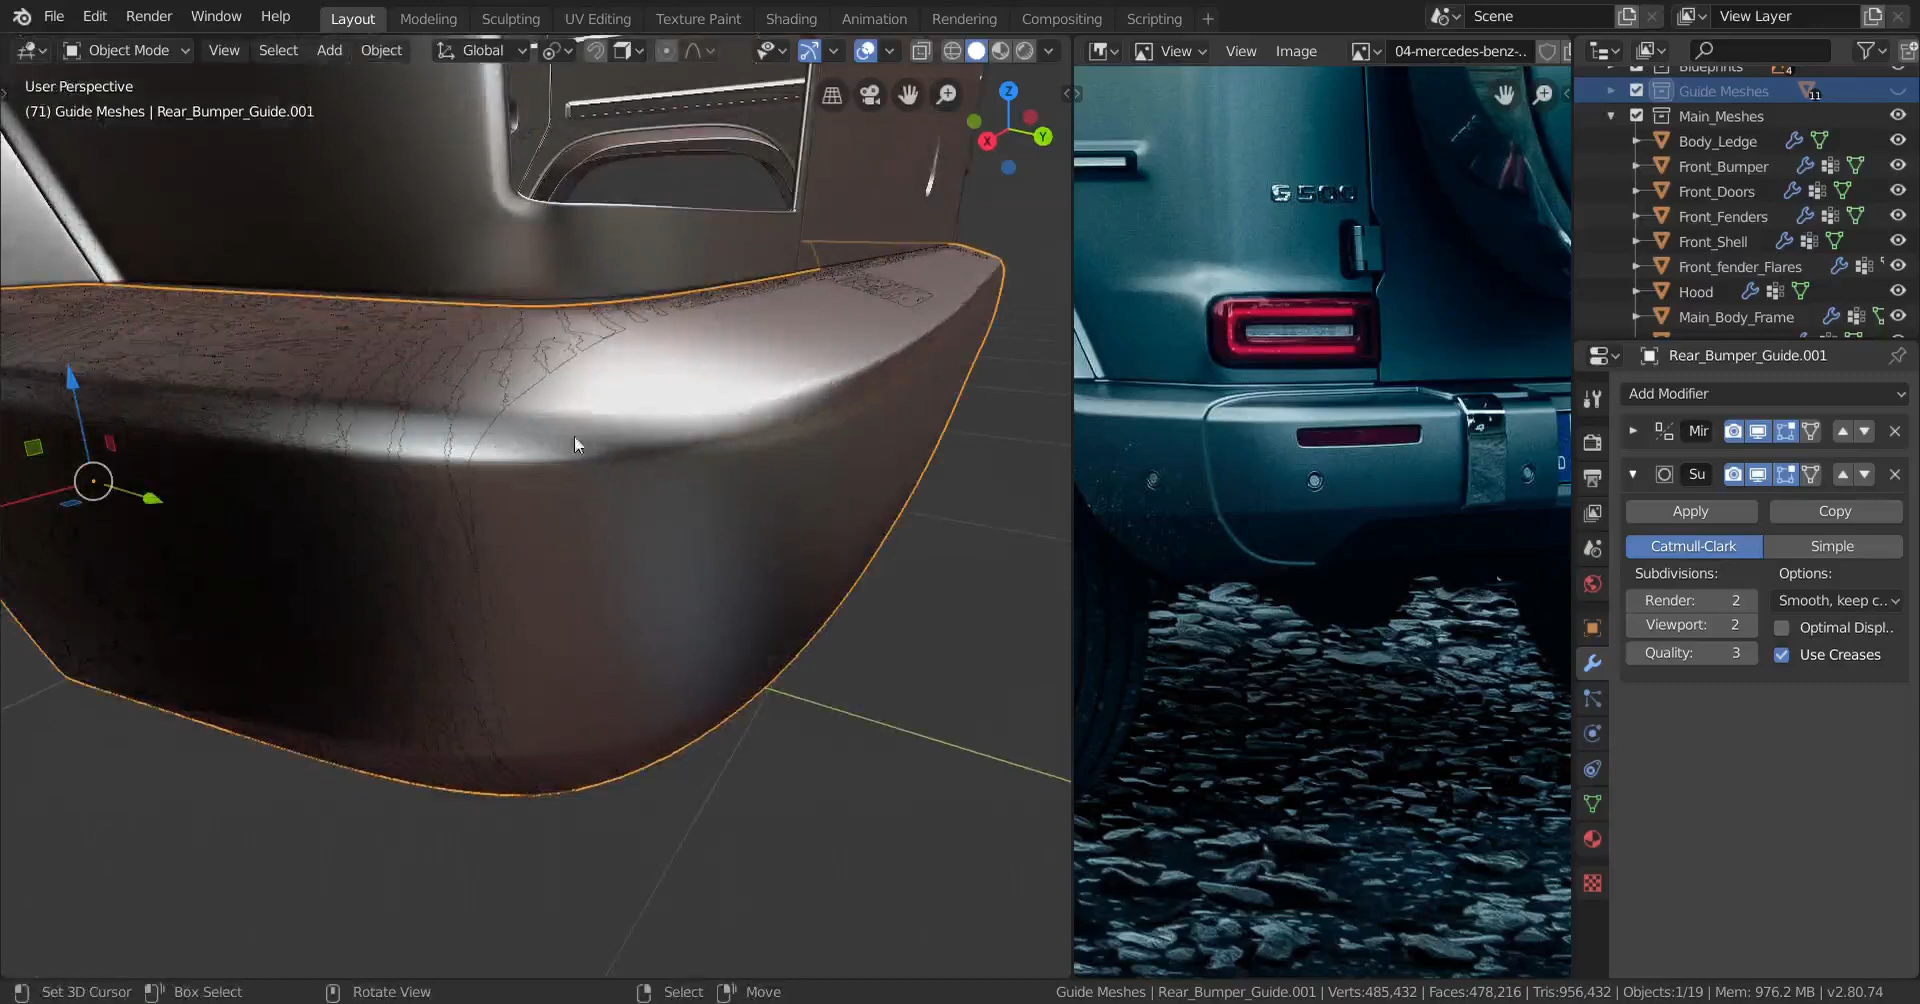 File Edit Render Window Help Layout Modeling Sculpting UV Editing Texture Paint Shading Animation Rendering Compositing Scripting + Scene View Layer
Object Mode View Select Add Object Global View View Image 04-mercedes-benz-..
User Perspective
(71) Guide Meshes | Rear_Bumper_Guide.001
Z
Y
X
G 500
4
Guide Meshes 11
Main_Meshes
Body_Ledge
Front_Bumper
Front_Doors
Front_Fenders
Front_Shell
Front_fender_Flares
Hood
Main_Body_Frame
Rear_Bumper_Guide.001
Add Modifier
Mir
Su
Apply Copy
Catmull-Clark Simple
Subdivisions: Options:
Render: 2 Smooth, keep c..
Viewport: 2 Optimal Displ..
Quality: 3 Use Creases
Set 3D Cursor Box Select Rotate View Select Move Guide Meshes | Rear_Bumper_Guide.001 | Verts:485,432 | Faces:478,216 | Tris:956,432 | Objects:1/19 | Mem: 976.2 MB | v2.80.74